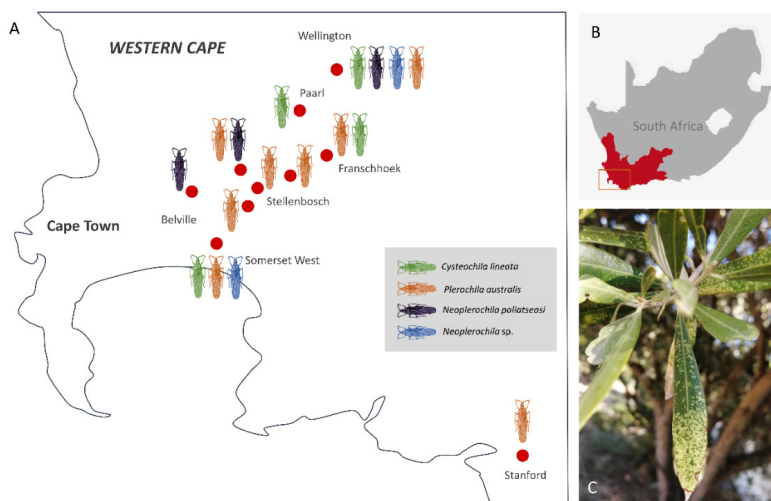 A
WESTERN CAPE
Wellington
Paarl
Franschhoek
Stellenbosch
Belville
Cape Town
Somerset West
Cysteochila lineata
Plerochila australis
Neoplerochila paliatseasi
Neoplerochila sp.
Stanford
B
South Africa
C